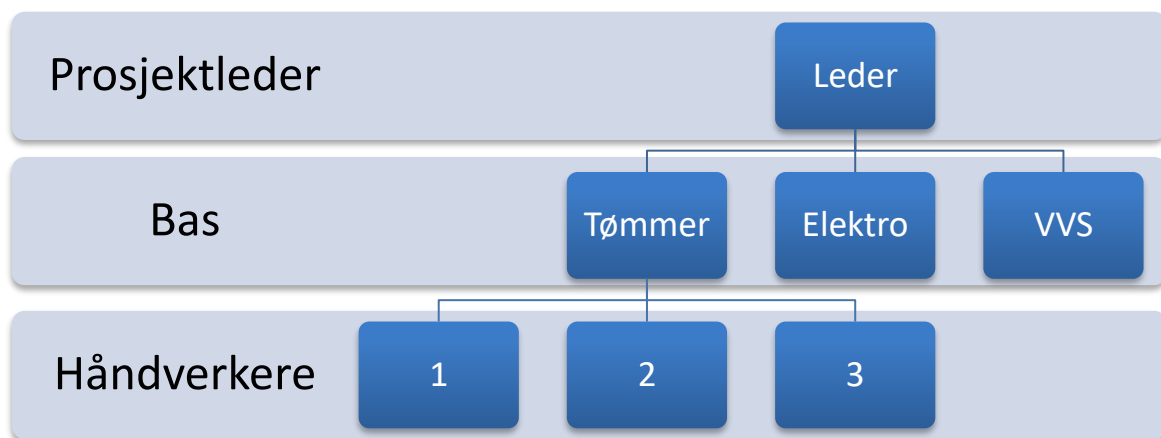 Prosjektleder
Leder
Bas
Tømmer
Elektro
VVS
Håndverkere
1
2
3